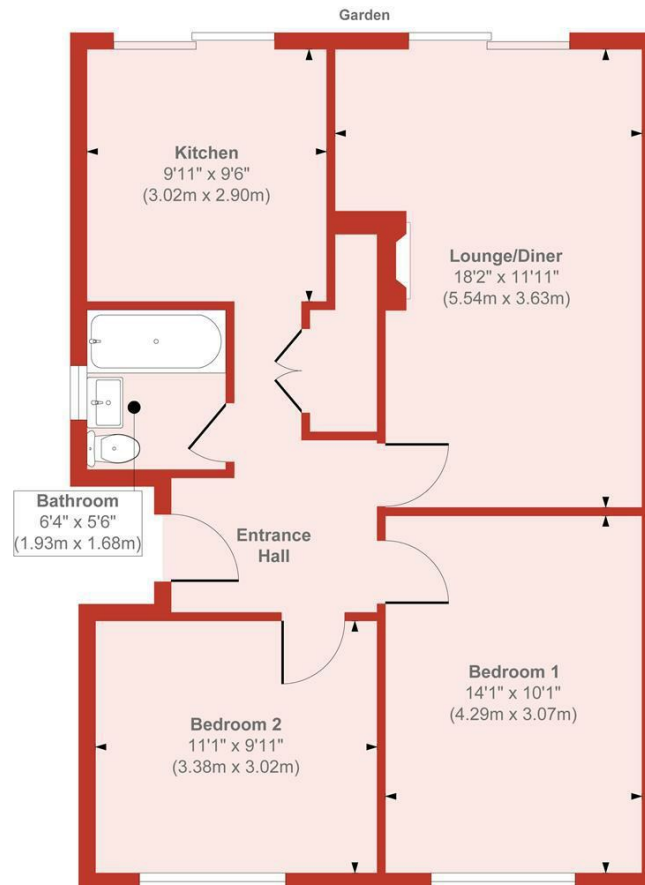 Garden
Kitchen
9'11" x 9'6"
(3.02m x 2.90m)
Lounge/Diner
18'2" x 11'11"
(5.54m x 3.63m)
Bathroom
6'4" x 5'6"
(1.93m x 1.68m)
Entrance
Hall
Bedroom 1
14'1" x 10'1"
(4.29m x 3.07m)
Bedroom 2
11'1" x 9'11"
(3.38m x 3.02m)